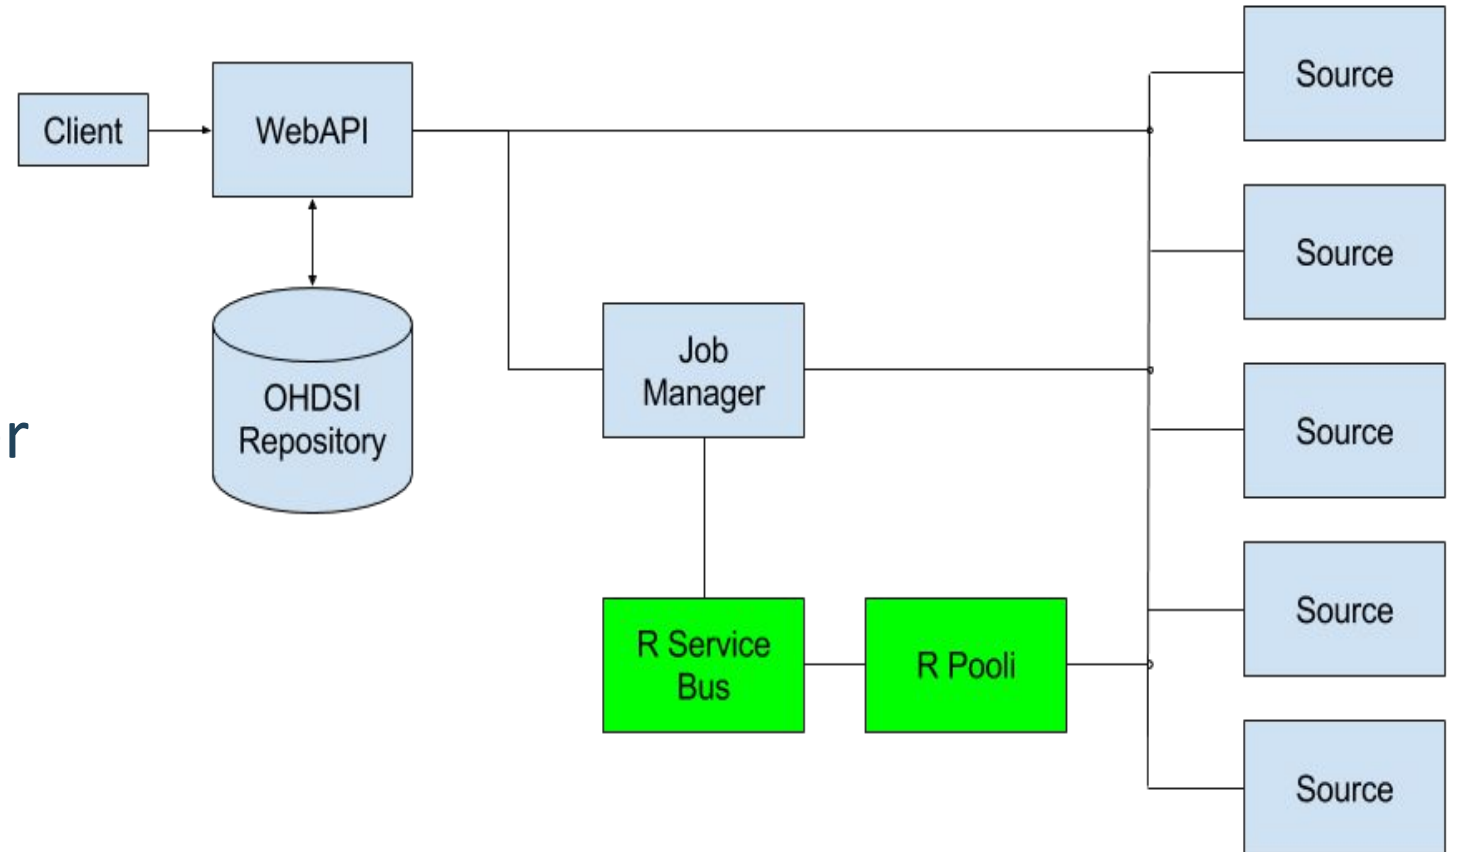 Source
Client
WebAPI
Source
Job
Manager
OHDSI
Repository
r
Source
R Service
Bus
R Pooli
Source
Source